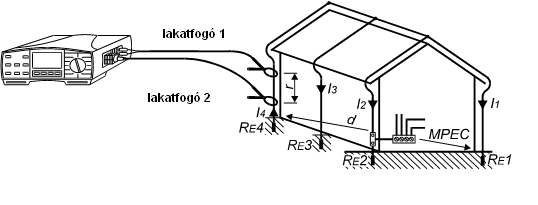 lakatfogó 1
lakatfogó 2
r
I3
I4
d
I2
I1
MPEC
RE4
RE3
RE2
RE1